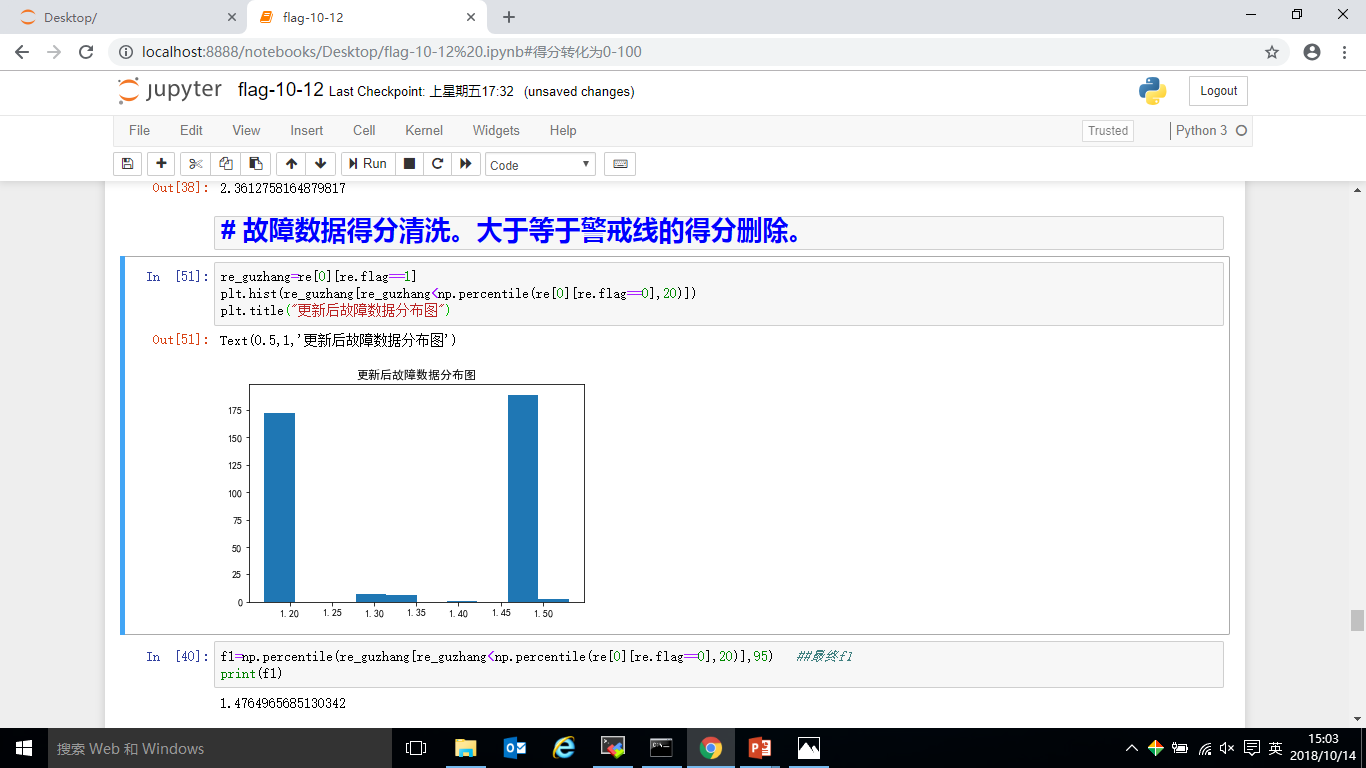 Desktop/
flag-10-12
localhost:8888/notebooks/Desktop/flag-10-12%20.ipynb#得分转化为0-100
jupyter flag-10-12 Last Checkpoint: 上星期五17:32 (unsaved changes)
Logout
File Edit View Insert Cell Kernel Widgets Help
Trusted
Python 3
Run
Code
Out[38]: 2.3612758164879817
# 故障数据得分清洗。大于等于警戒线的得分删除。
In [51]: re_guzhang=re[0][re.flag==1]
plt.hist(re_guzhang[re_guzhang<np.percentile(re[0][re.flag==0],20)])
plt.title("更新后故障数据分布图")
Out[51]: Text(0.5,1,'更新后故障数据分布图')
更新后故障数据分布图
175
150
125
100
75
50
25
0
1.20 1.25 1.30 1.35 1.40 1.45 1.50
In [40]: f1=np.percentile(re_guzhang[re_guzhang<np.percentile(re[0][re.flag==0],20)],95) ##最终f1
print(f1)
1.4764965685130342
搜索 Web 和 Windows
英
15:03
2018/10/14